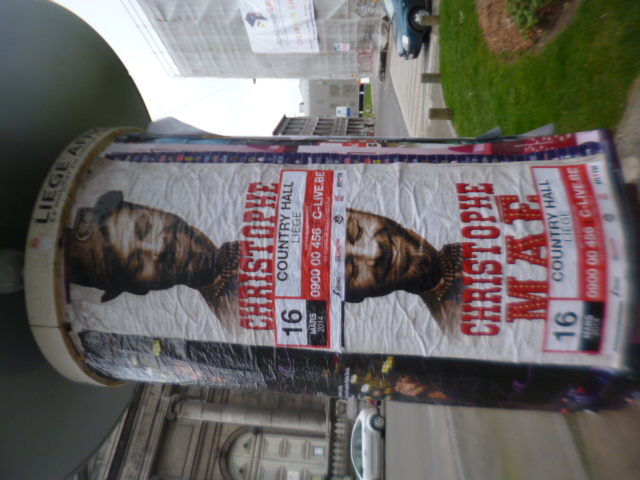 LIEGE
CHRISTOPHE
16
MARS
2014
COUNTRY HALL
LIEGE
0900 00 456 C-LIVE.BE
CHRISTOPHE
MAE
16
MARS
2014
COUNTRY HALL
LIEGE
0900 00 456 C-LIVE.BE